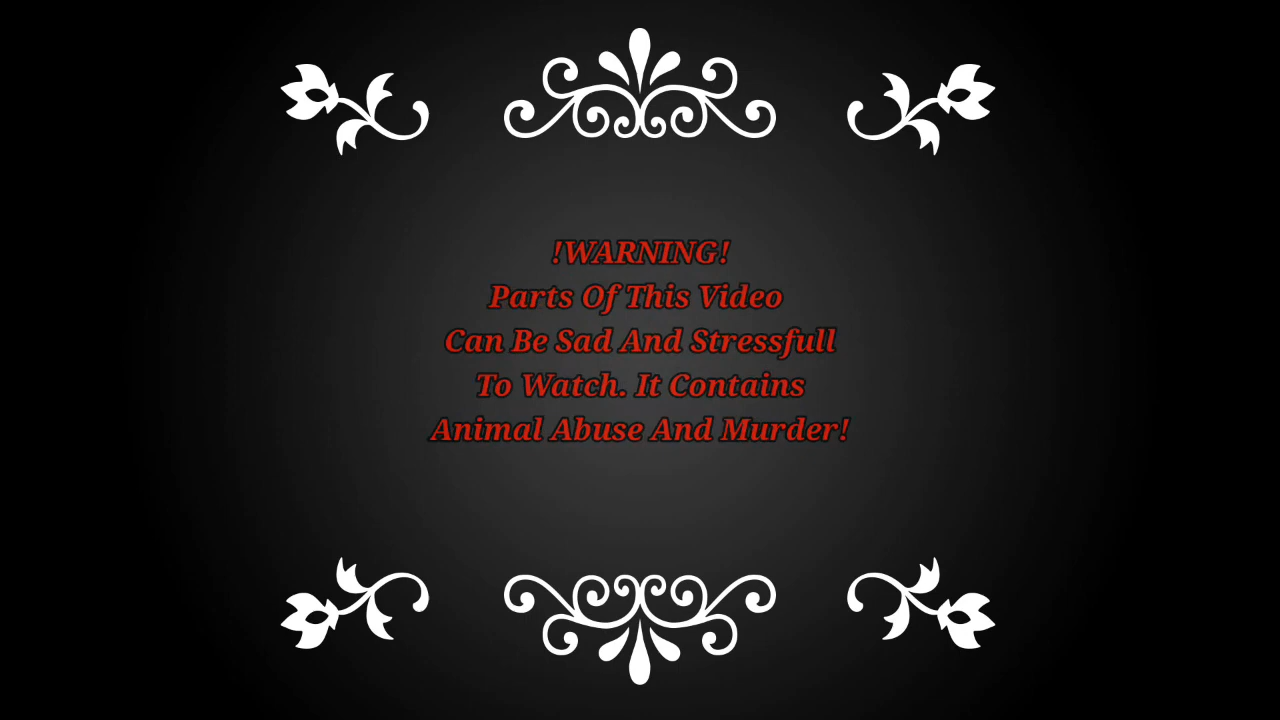 !WARNING!
Parts Of This Video
Can Be Sad And Stressfull
To Watch. It Contains
Animal Abuse And Murder!